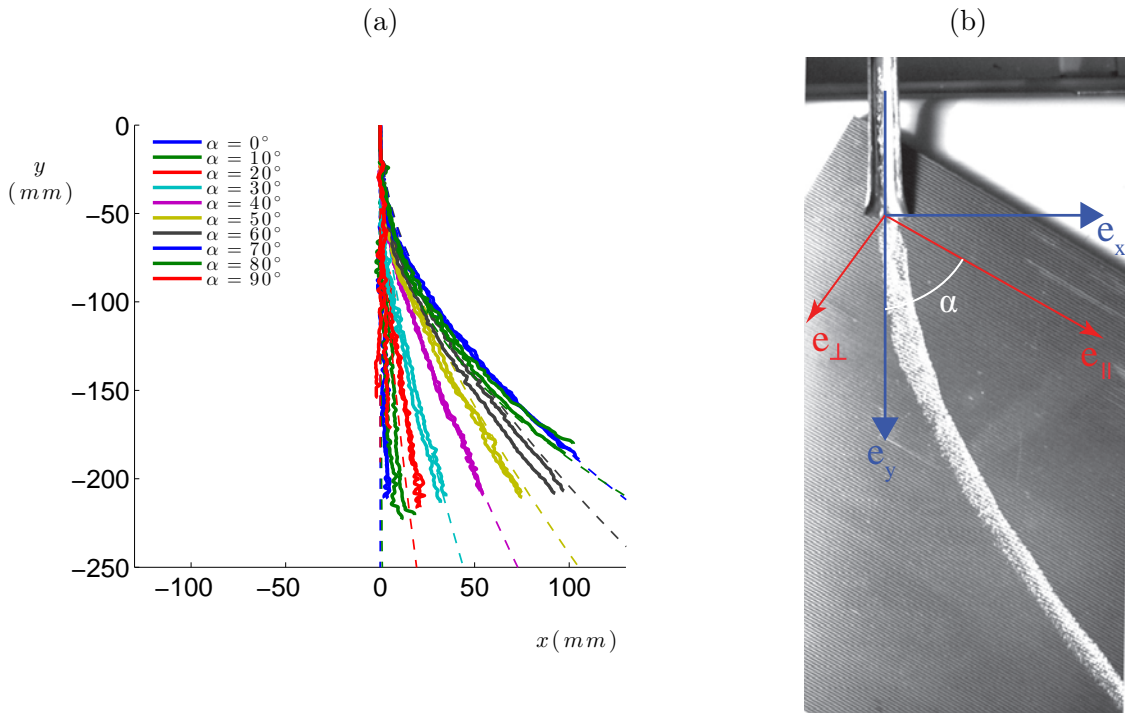 (a)
(b)
y
(mm)
0
−50
−100
−150
−200
−250
α = 0°
α = 10°
α = 20°
α = 30°
α = 40°
α = 50°
α = 60°
α = 70°
α = 80°
α = 90°
−100 −50 0 50 100
x(mm)
e_x
α
e_⊥
e_∥
e_y